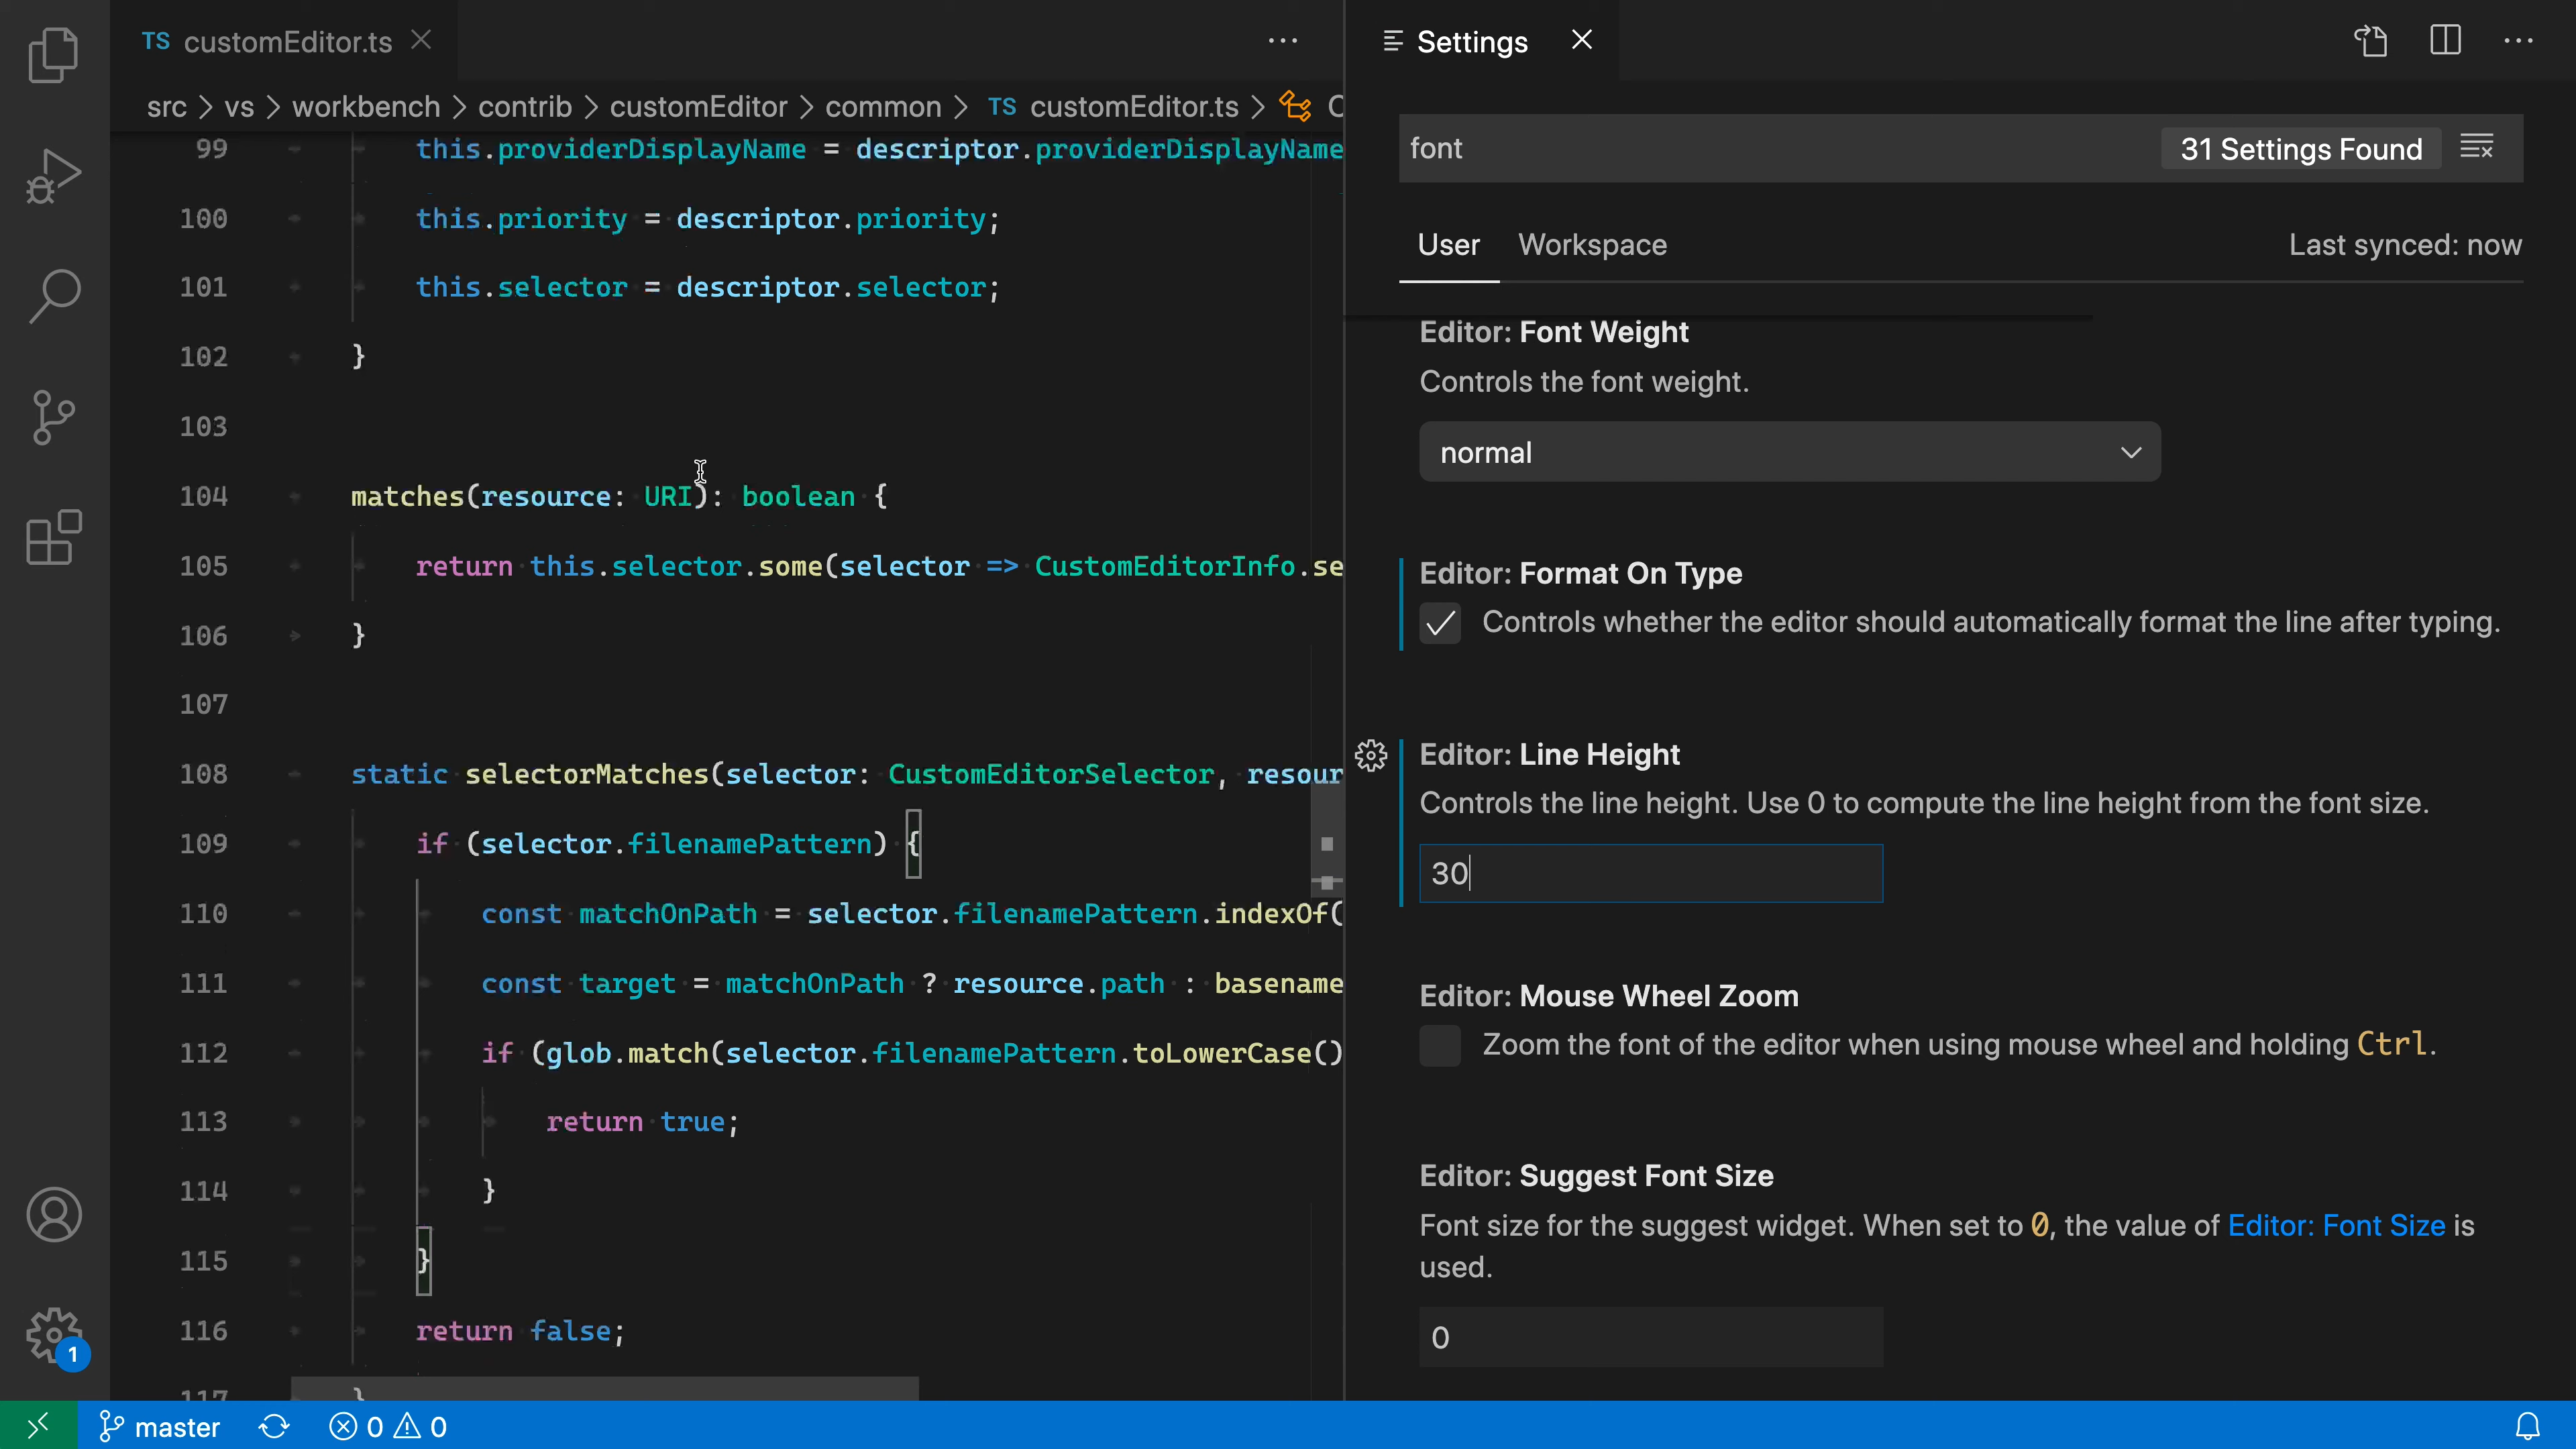 TS customEditor.ts
src > vs > workbench > contrib > customEditor > common > TS customEditor.ts > C
99 this.providerDisplayName = descriptor.providerDisplayName
100 this.priority = descriptor.priority;
101 this.selector = descriptor.selector;
102 }
103
104 matches(resource: URI): boolean {
105 return this.selector.some(selector => CustomEditorInfo.se
106 }
107
108 static selectorMatches(selector: CustomEditorSelector, resour
109 if (selector.filenamePattern) {
110 const matchOnPath = selector.filenamePattern.indexOf(
111 const target = matchOnPath ? resource.path : basename
112 if (glob.match(selector.filenamePattern.toLowerCase()
113 return true;
114 }
115 }
116 return false;
117 }
Settings
font
31 Settings Found
User Workspace Last synced: now
Editor: Font Weight
Controls the font weight.
normal
Editor: Format On Type
Controls whether the editor should automatically format the line after typing.
Editor: Line Height
Controls the line height. Use 0 to compute the line height from the font size.
30
Editor: Mouse Wheel Zoom
Zoom the font of the editor when using mouse wheel and holding Ctrl.
Editor: Suggest Font Size
Font size for the suggest widget. When set to 0, the value of Editor: Font Size is
used.
0
1
master 0 0